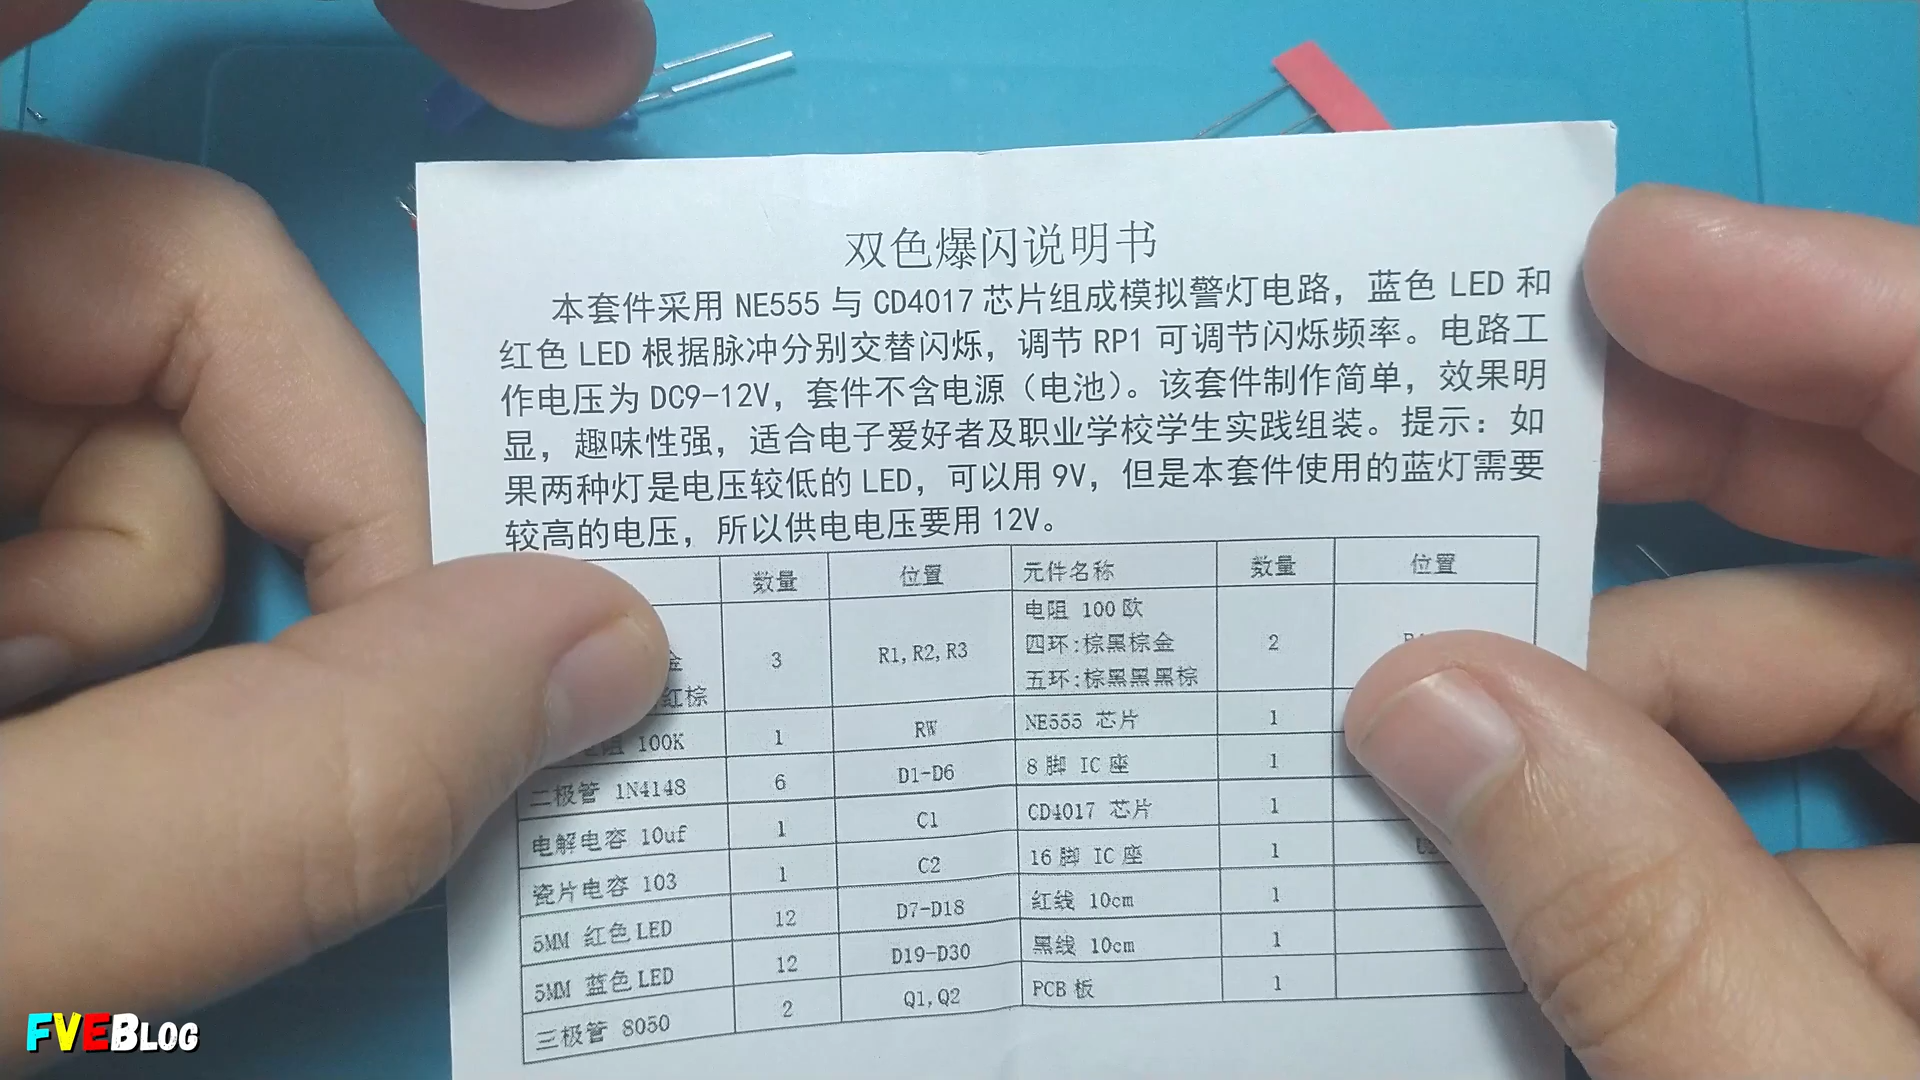 双色爆闪说明书
本套件采用 NE555 与 CD4017 芯片组成模拟警灯电路，蓝色 LED 和
红色 LED 根据脉冲分别交替闪烁，调节 RP1 可调节闪烁频率。电路工
作电压为 DC9-12V，套件不含电源（电池）。该套件制作简单，效果明
显，趣味性强，适合电子爱好者及职业学校学生实践组装。提示：如
果两种灯是电压较低的 LED，可以用 9V，但是本套件使用的蓝灯需要
较高的电压，所以供电电压要用 12V。
数量 位置 元件名称 数量 位置
金
红棕 3 R1,R2,R3
电阻 100欧
四环:棕黑棕金
五环:棕黑黑黑棕 2
阻 100K 1 RW NE555 芯片 1
二极管 1N4148 6 D1-D6 8 脚 IC 座 1
电解电容 10uf 1 C1 CD4017 芯片 1
瓷片电容 103 1 C2 16 脚 IC 座 1
5MM 红色 LED 12 D7-D18 红线 10cm 1
5MM 蓝色 LED 12 D19-D30 黑线 10cm 1
三极管 8050 2 Q1,Q2 PCB 板 1
FVEBLOG